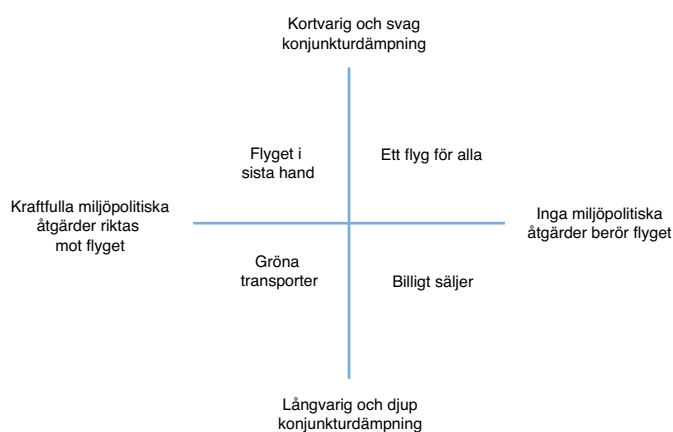 Kortvarig och svag
konjunkturdämpning
Flyget i
sista hand
Ett flyg för alla
Kraftfulla miljöpolitiska
åtgärder riktas
mot flyget
Inga miljöpolitiska
åtgärder berör flyget
Gröna
transporter
Billigt säljer
Långvarig och djup
konjunkturdämpning